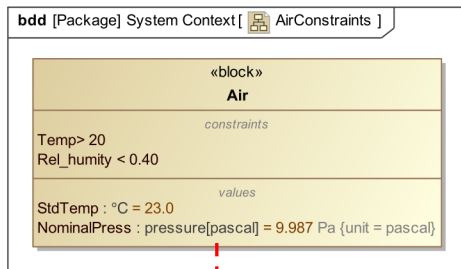 bdd [Package] System Context [ AirConstraints ]
«block»
Air
constraints
Temp> 20
Rel_humity < 0.40
values
StdTemp : °C = 23.0
NominalPress : pressure[pascal] = 9.987 Pa {unit = pascal}